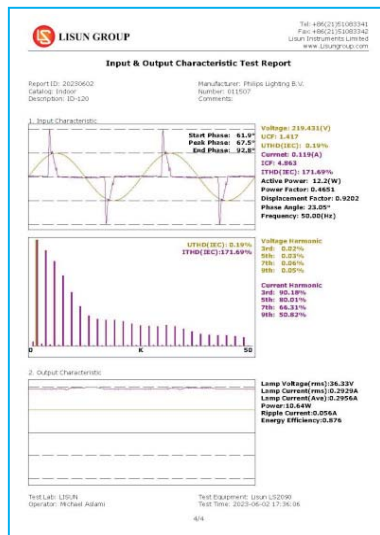 LISUN GROUP
Tel: +86(21)51083341
Fax: +86(21)51083342
Lisun Instruments Limited
www.Lisungroup.com
Input & Output Characteristic Test Report
Report ID: 20230602
Manufacturer: Philips Lighting B.V.
Catalog: Indoor
Number: 011507
Description: ID-120
Comments:
1. Input Characteristic
Start Phase: 61.9°
Peak Phase: 67.5°
End Phase: 92.8°
Voltage: 219.431(V)
UCF: 1.417
UTHD(IEC): 0.19%
Currnet: 0.119(A)
ICF: 4.863
ITHD(IEC): 171.69%
Active Power: 12.2(W)
Power Factor: 0.4651
Displacement Factor: 0.9202
Phase Angle: 23.05°
Frequency: 50.00(Hz)
UTHD(IEC): 0.19%
ITHD(IEC):171.69%
Voltage Harmonic
3rd: 0.02%
5th: 0.03%
7th: 0.06%
9th: 0.05%
Current Harmonic
3rd: 90.18%
5th: 80.01%
7th: 66.31%
9th: 50.82%
0 K 50
2. Output Characteristic
Lamp Voltage(rms):36.33V
Lamp Current(rms):0.2929A
Lamp Current(Ave):0.2956A
Power:10.64W
Ripple Current:0.056A
Energy Efficiency:0.876
Test Lab: LISUN
Test Equipment: Lisun LS2090
Operator: Michael Aslami
Test Time: 2023-06-02 17:36:06
4/4